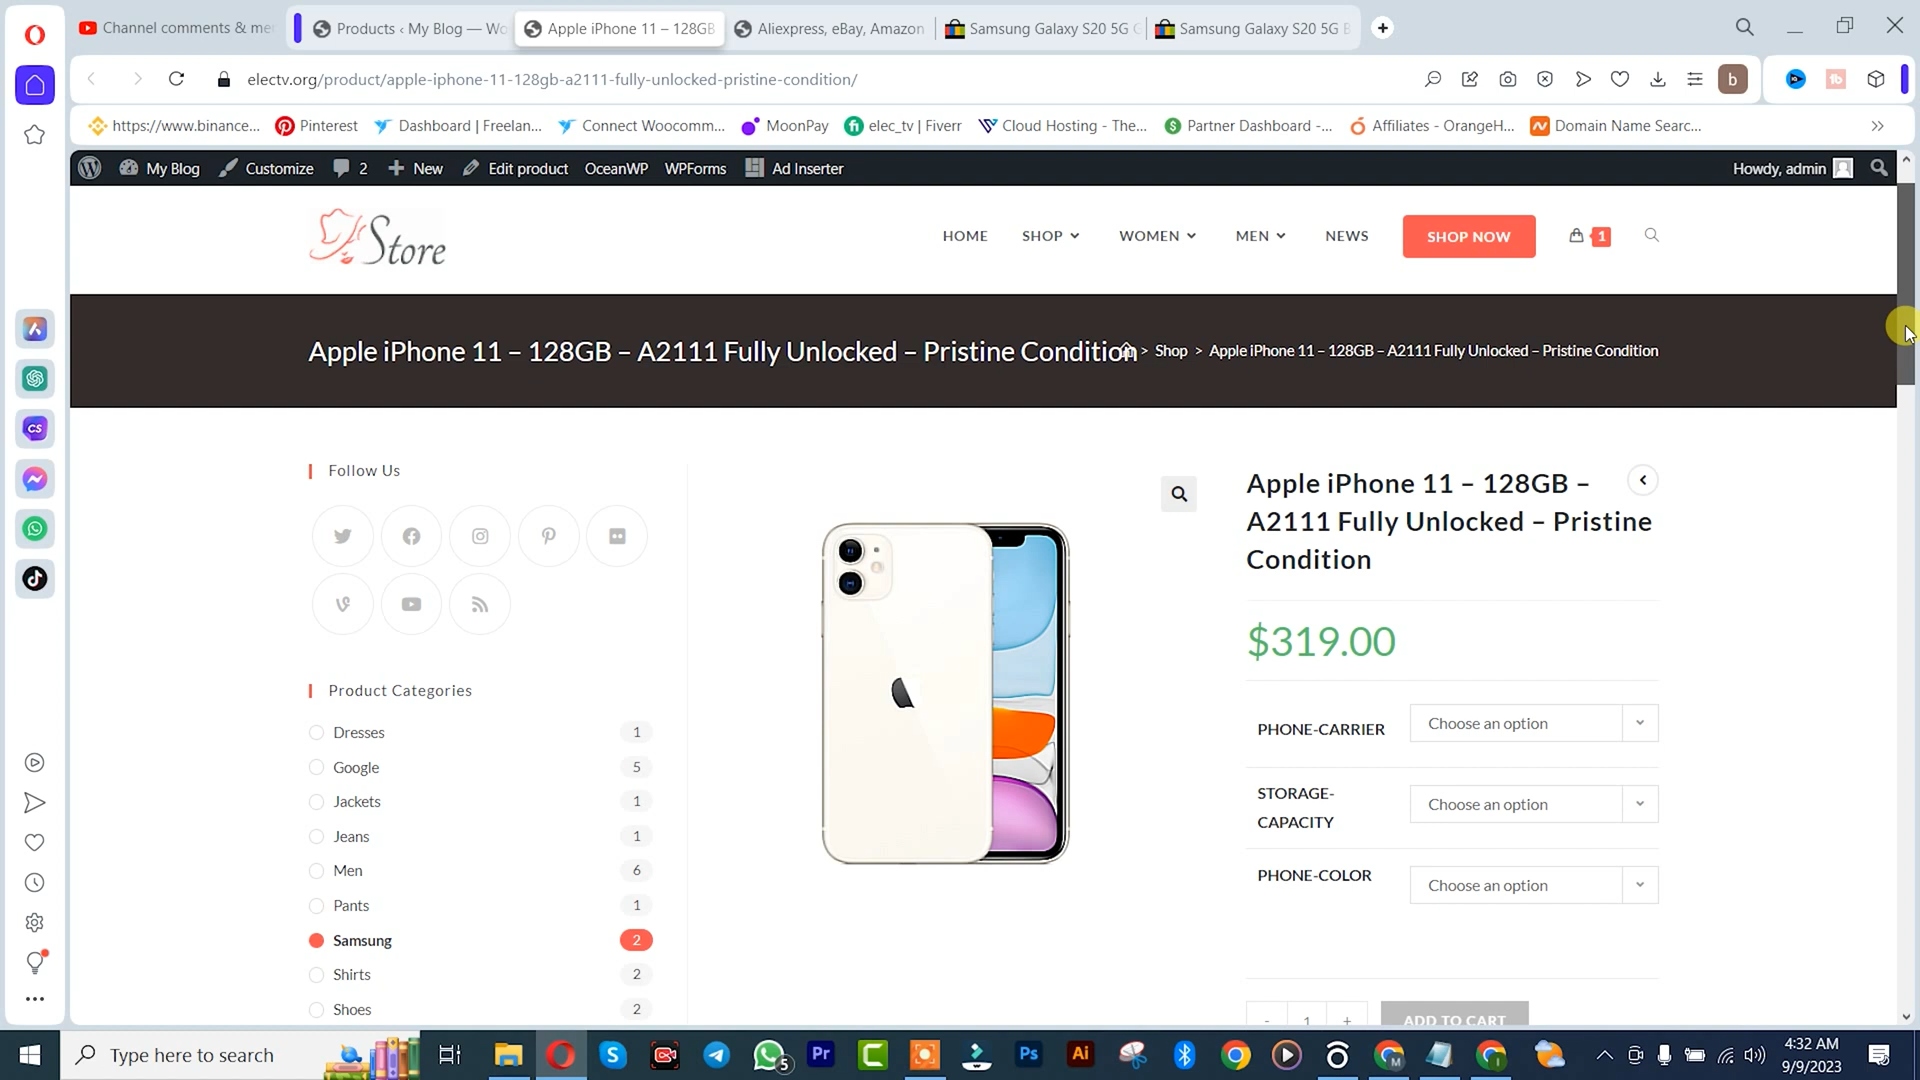 Channel comments & me
Products ‹ My Blog — Wo
Apple iPhone 11 – 128GB
Aliexpress, eBay, Amazon
Samsung Galaxy S20 5G
Samsung Galaxy S20 5G
electv.org/product/apple-iphone-11-128gb-a2111-fully-unlocked-pristine-condition/
b
https://www.binance...
Pinterest
Dashboard | Freelan...
Connect Woocomm...
MoonPay
elec_tv | Fiverr
Cloud Hosting - The...
Partner Dashboard -...
Affiliates - OrangeH...
Domain Name Searc...
My Blog
Customize
2
New
Edit product
OceanWP
WPForms
Ad Inserter
Howdy, admin
Store
HOME
SHOP
WOMEN
MEN
NEWS
SHOP NOW
1
Apple iPhone 11 – 128GB – A2111 Fully Unlocked – Pristine Condition
> Shop > Apple iPhone 11 – 128GB – A2111 Fully Unlocked – Pristine Condition
Follow Us
Product Categories
Dresses 1
Google 5
Jackets 1
Jeans 1
Men 6
Pants 1
Samsung 2
Shirts 2
Shoes 2
Apple iPhone 11 – 128GB –
A2111 Fully Unlocked – Pristine
Condition
$319.00
PHONE-CARRIER
Choose an option
STORAGE-
CAPACITY
Choose an option
PHONE-COLOR
Choose an option
- 1 +
ADD TO CART
CS
Type here to search
5
Pr
Ps
Ai
4:32 AM
9/9/2023